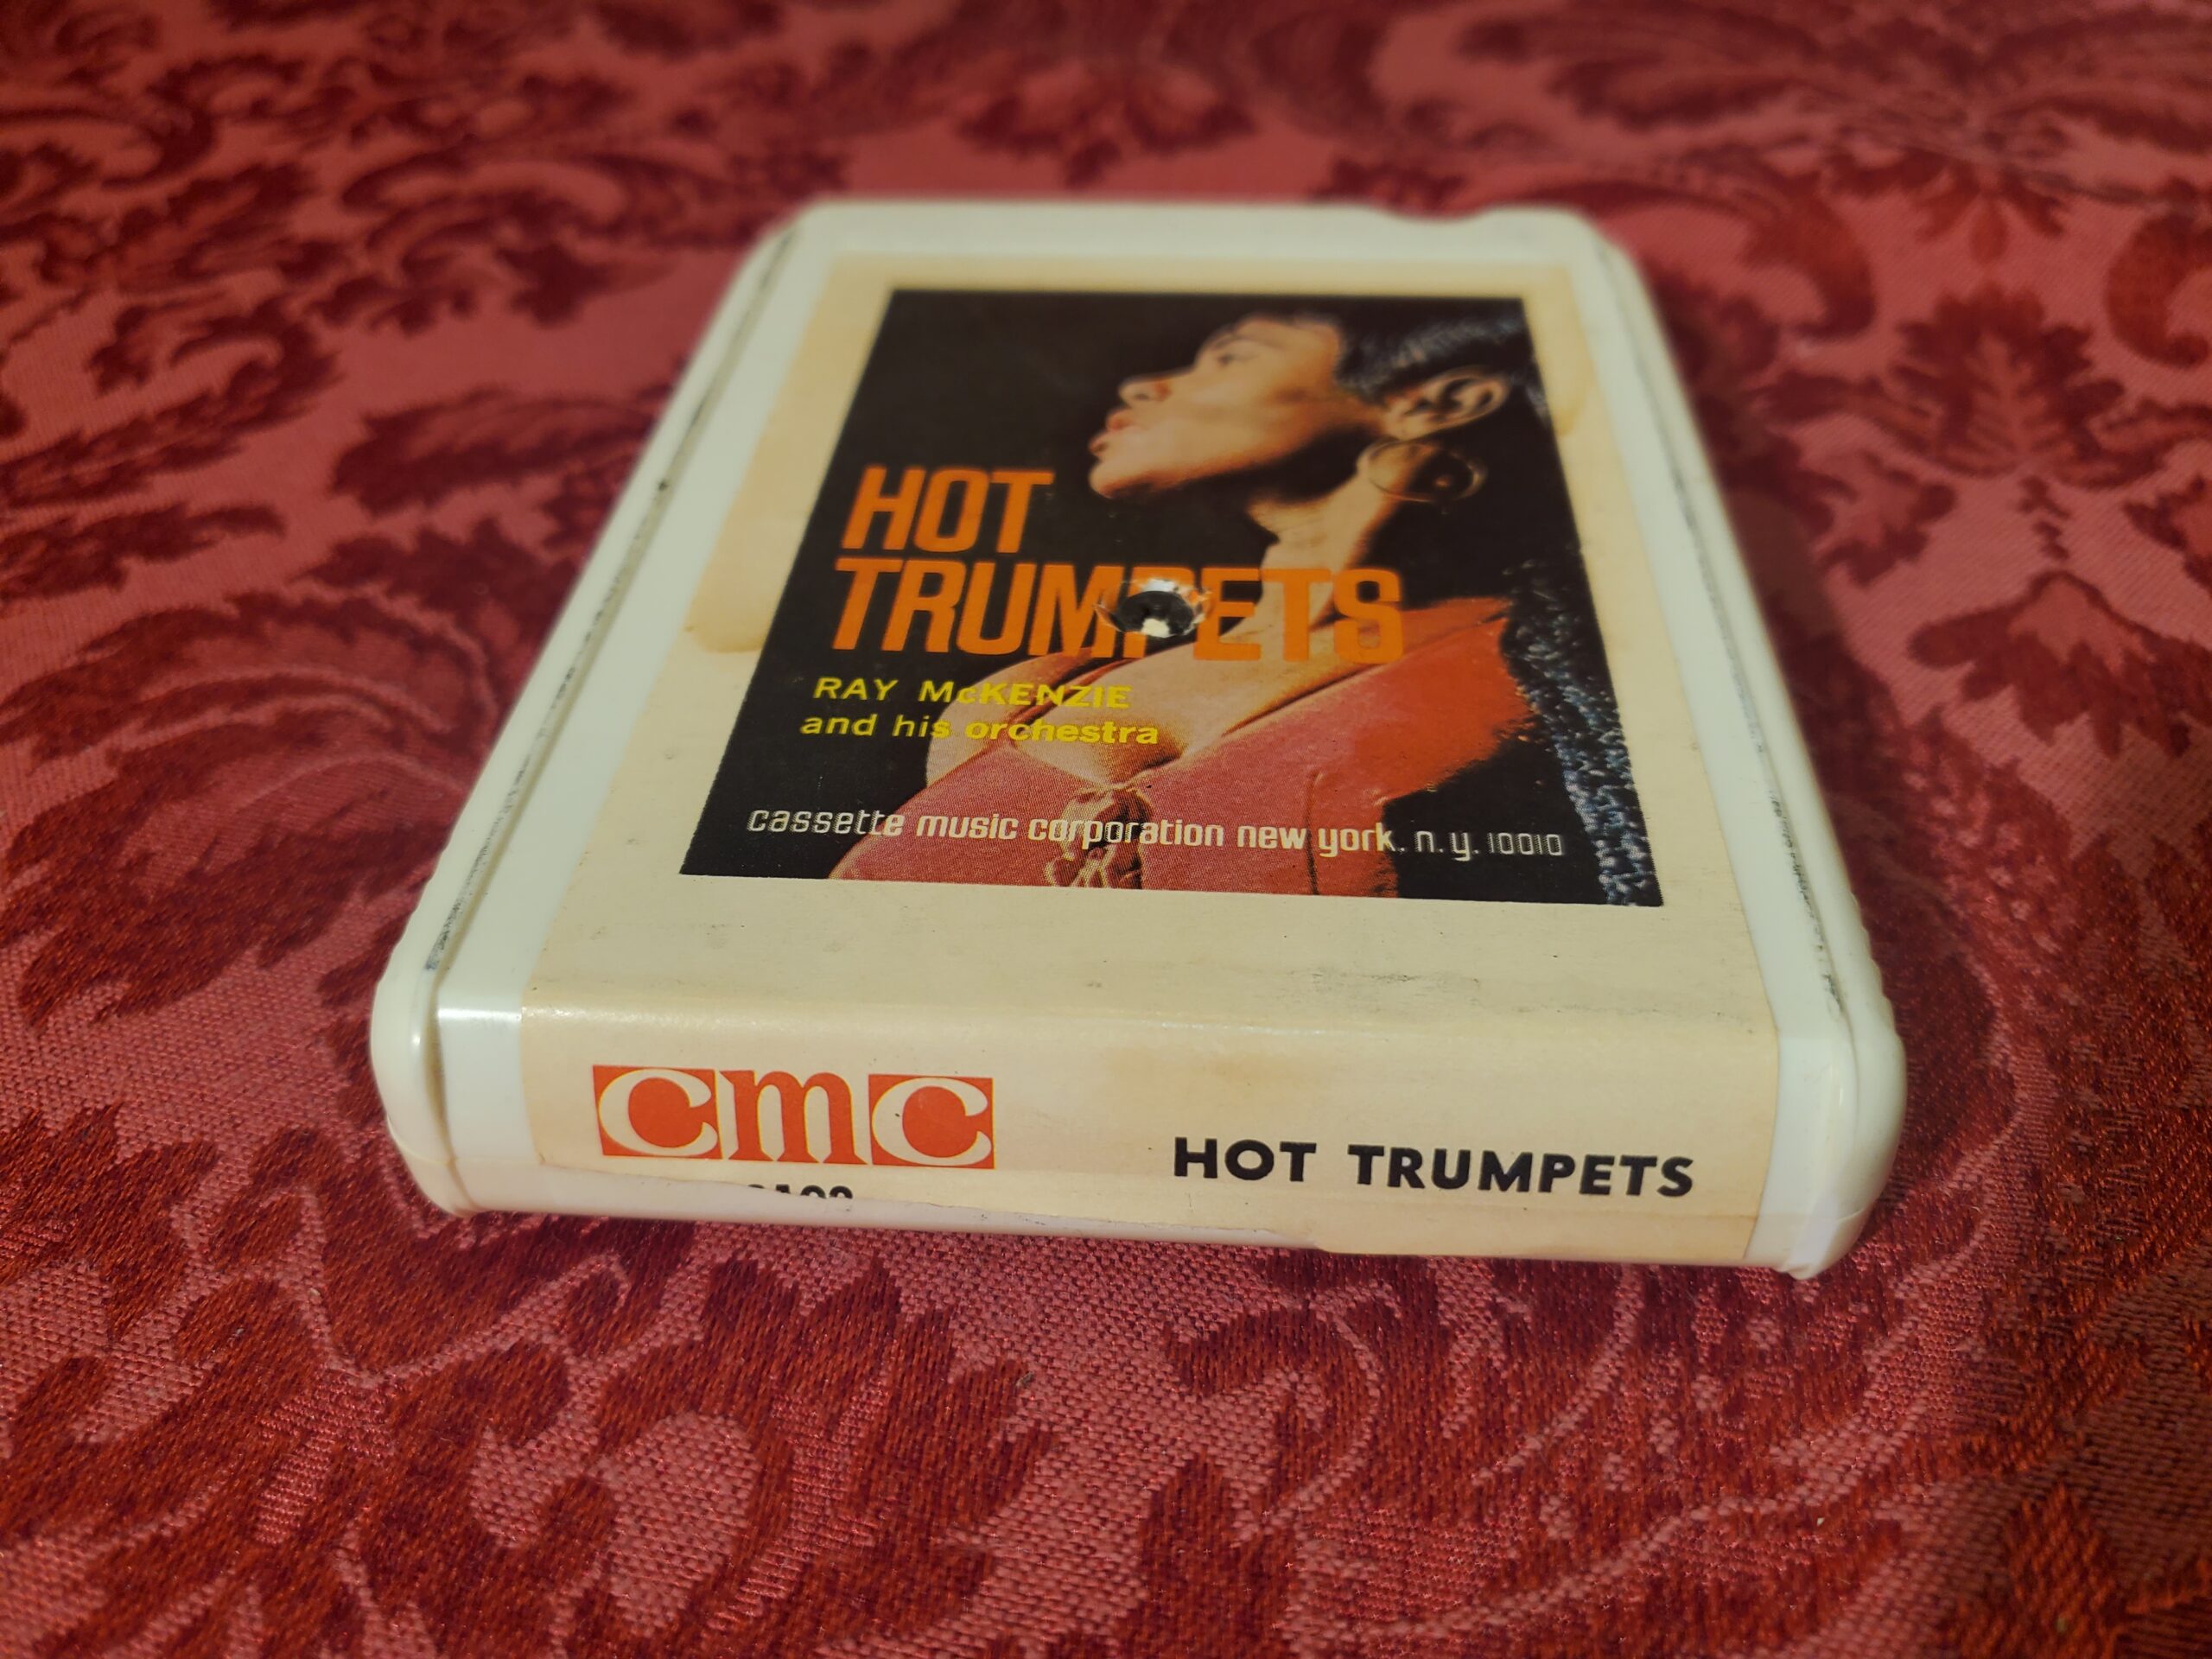 HOT
TRUMPETS
RAY McKENZIE
and his orchestra
cassette music corporation new york. n.y. 10010
cmc
HOT TRUMPETS